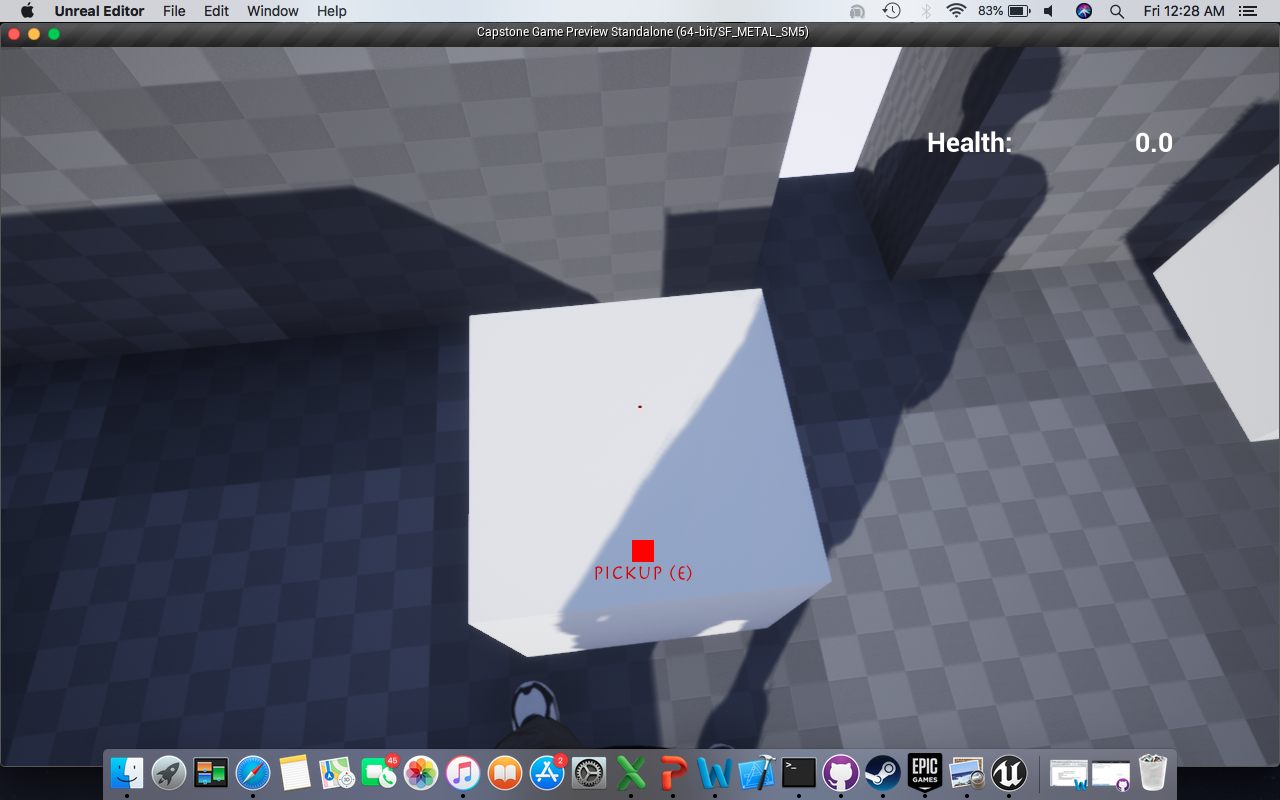 Unreal Editor File Edit Window Help 83% Fri 12:28 AM
Capstone Game Preview Standalone (64-bit/SF_METAL_SM5)
Health: 0.0
PICKUP (E)
45
2
EPIC
GAMES